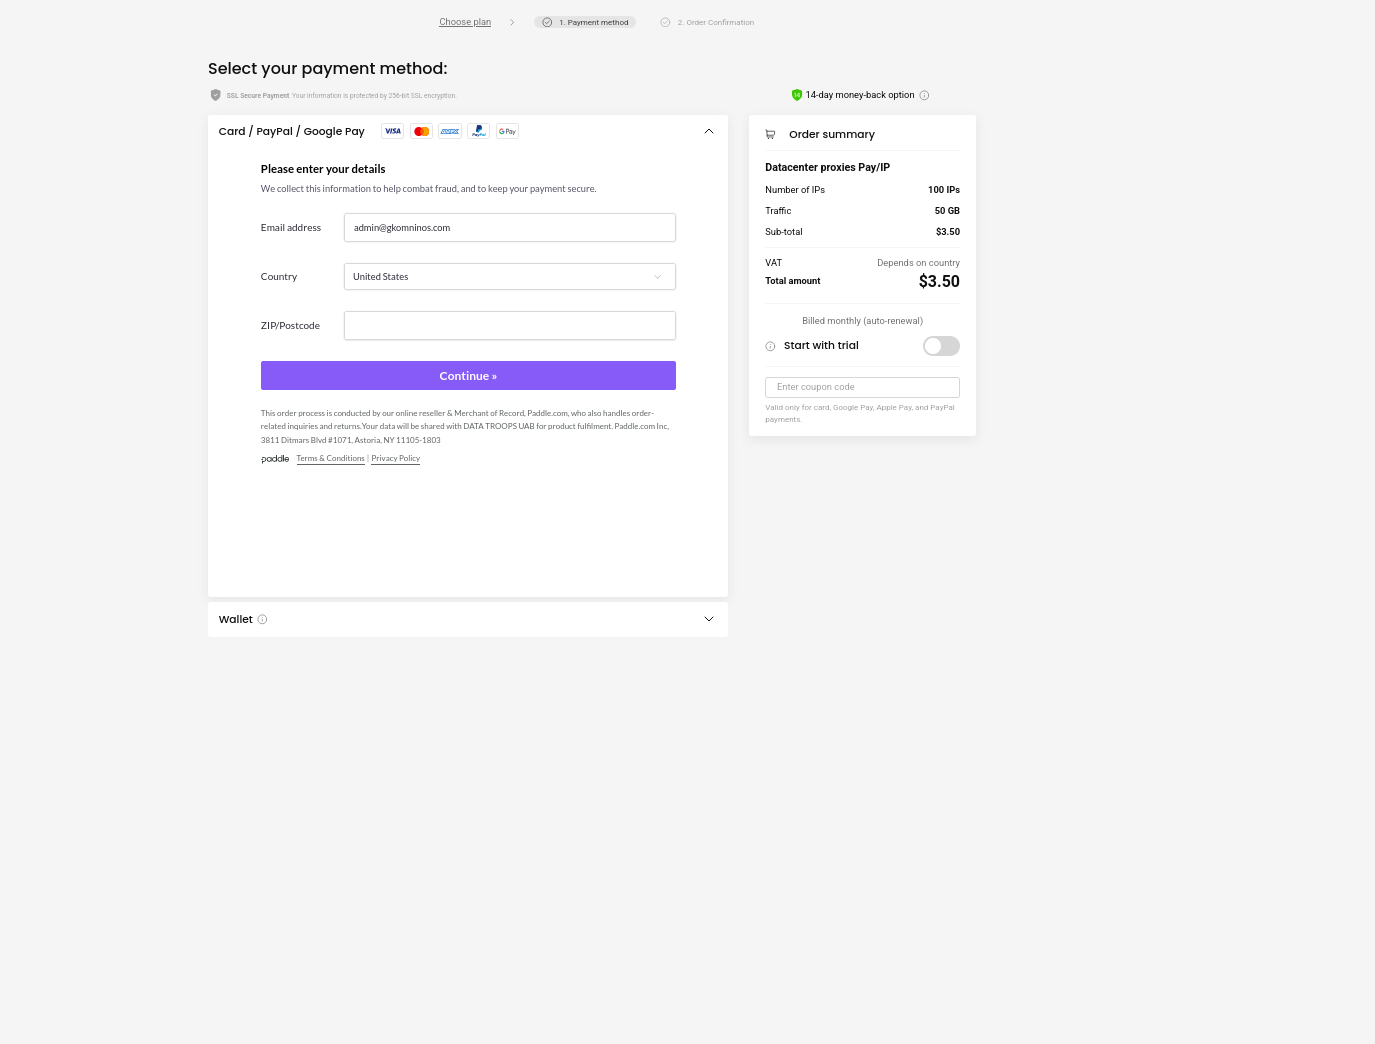 Choose plan
1. Payment method
2. Order Confirmation
Select your payment method:
SSL Secure Payment. Your information is protected by 256-bit SSL encryption.
14-day money-back option
Card / PayPal / Google Pay
VISA
AMEX
PayPal
G Pay
Please enter your details
We collect this information to help combat fraud, and to keep your payment secure.
Email address
admin@gkomninos.com
Country
United States
ZIP/Postcode
Continue »
This order process is conducted by our online reseller & Merchant of Record, Paddle.com, who also handles order-
related inquiries and returns.Your data will be shared with DATA TROOPS UAB for product fulfilment. Paddle.com Inc,
3811 Ditmars Blvd #1071, Astoria, NY 11105-1803
paddle Terms & Conditions | Privacy Policy
Wallet
Order summary
Datacenter proxies Pay/IP
Number of IPs 100 IPs
Traffic 50 GB
Sub-total $3.50
VAT Depends on country
Total amount $3.50
Billed monthly (auto-renewal)
Start with trial
Enter coupon code
Valid only for card, Google Pay, Apple Pay, and PayPal
payments.